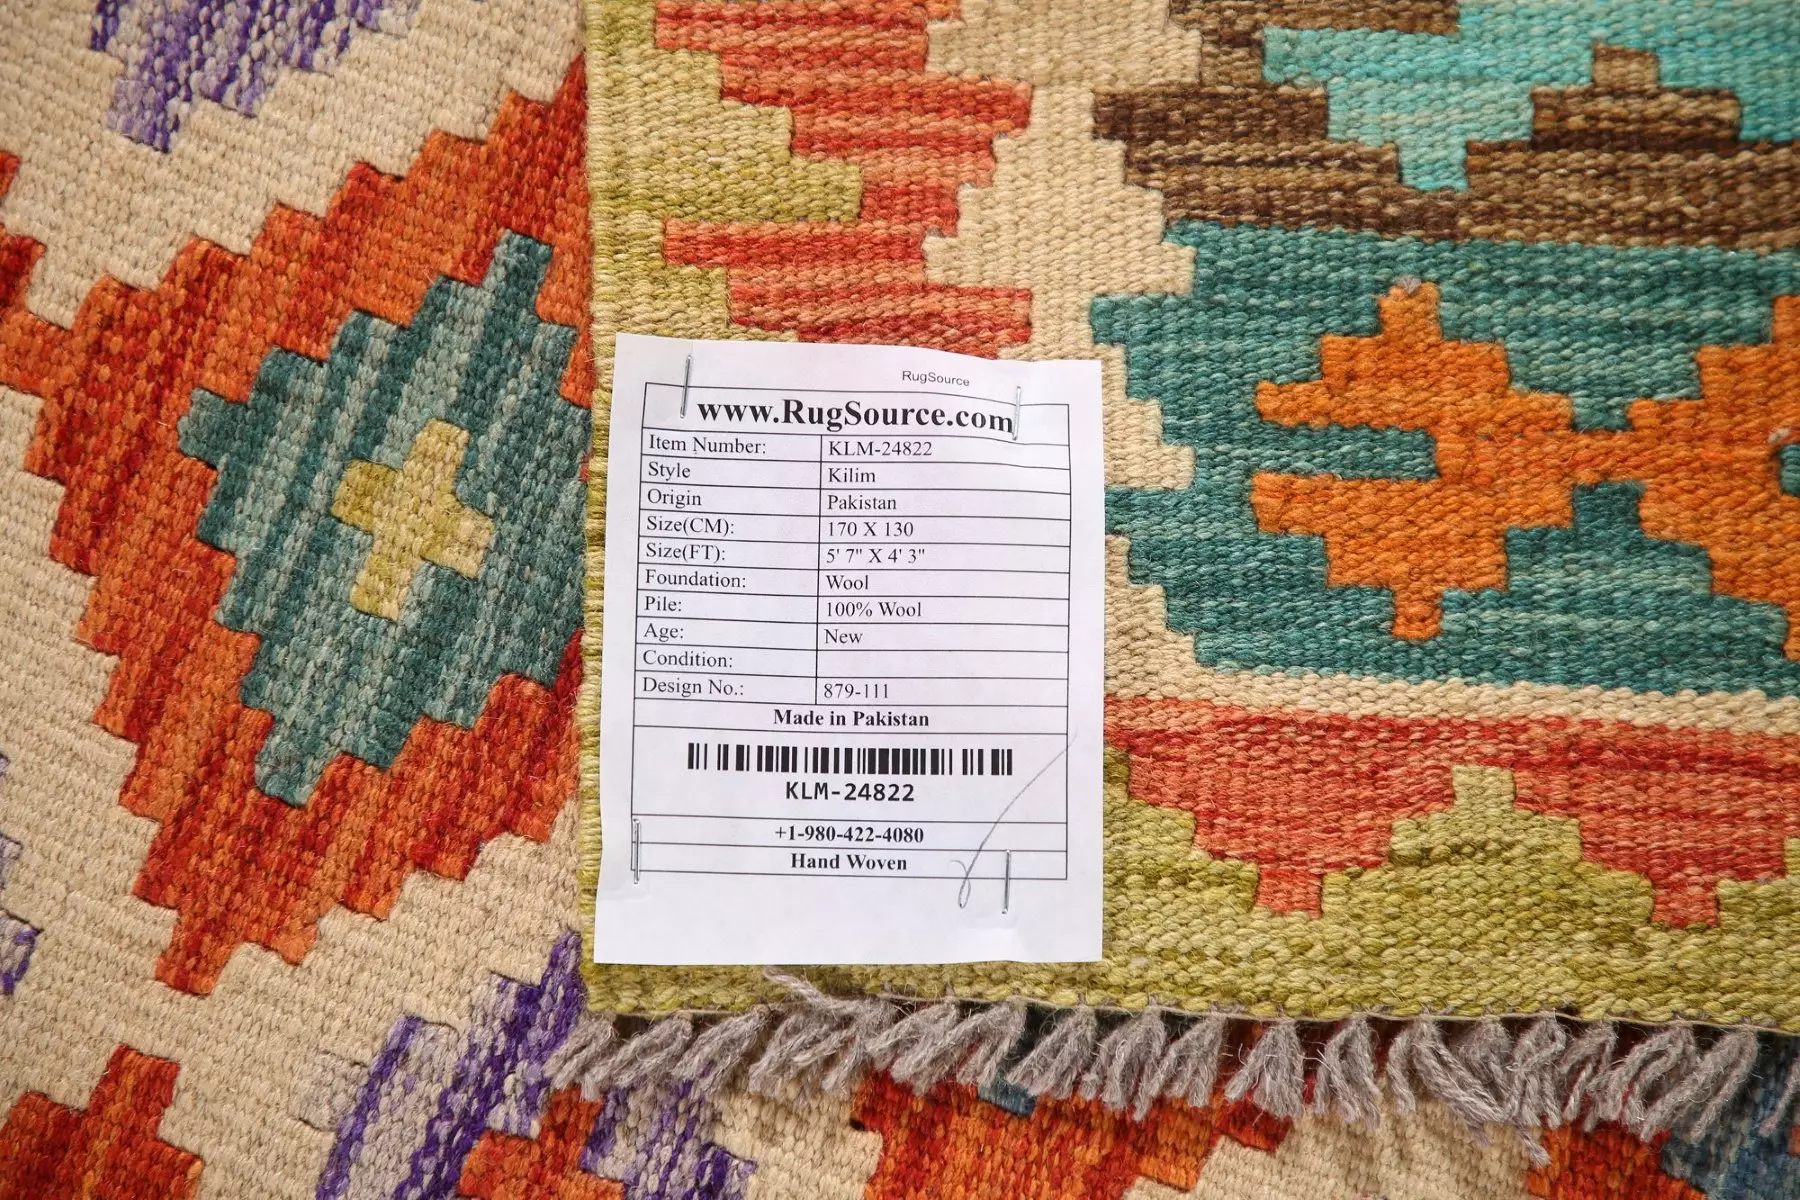 RugSource
www.RugSource.com
Item Number: KLM-24822
Style Kilim
Origin Pakistan
Size(CM): 170 X 130
Size(FT): 5' 7" X 4' 3"
Foundation: Wool
Pile: 100% Wool
Age: New
Condition:
Design No.: 879-111
Made in Pakistan
KLM-24822
+1-980-422-4080
Hand Woven